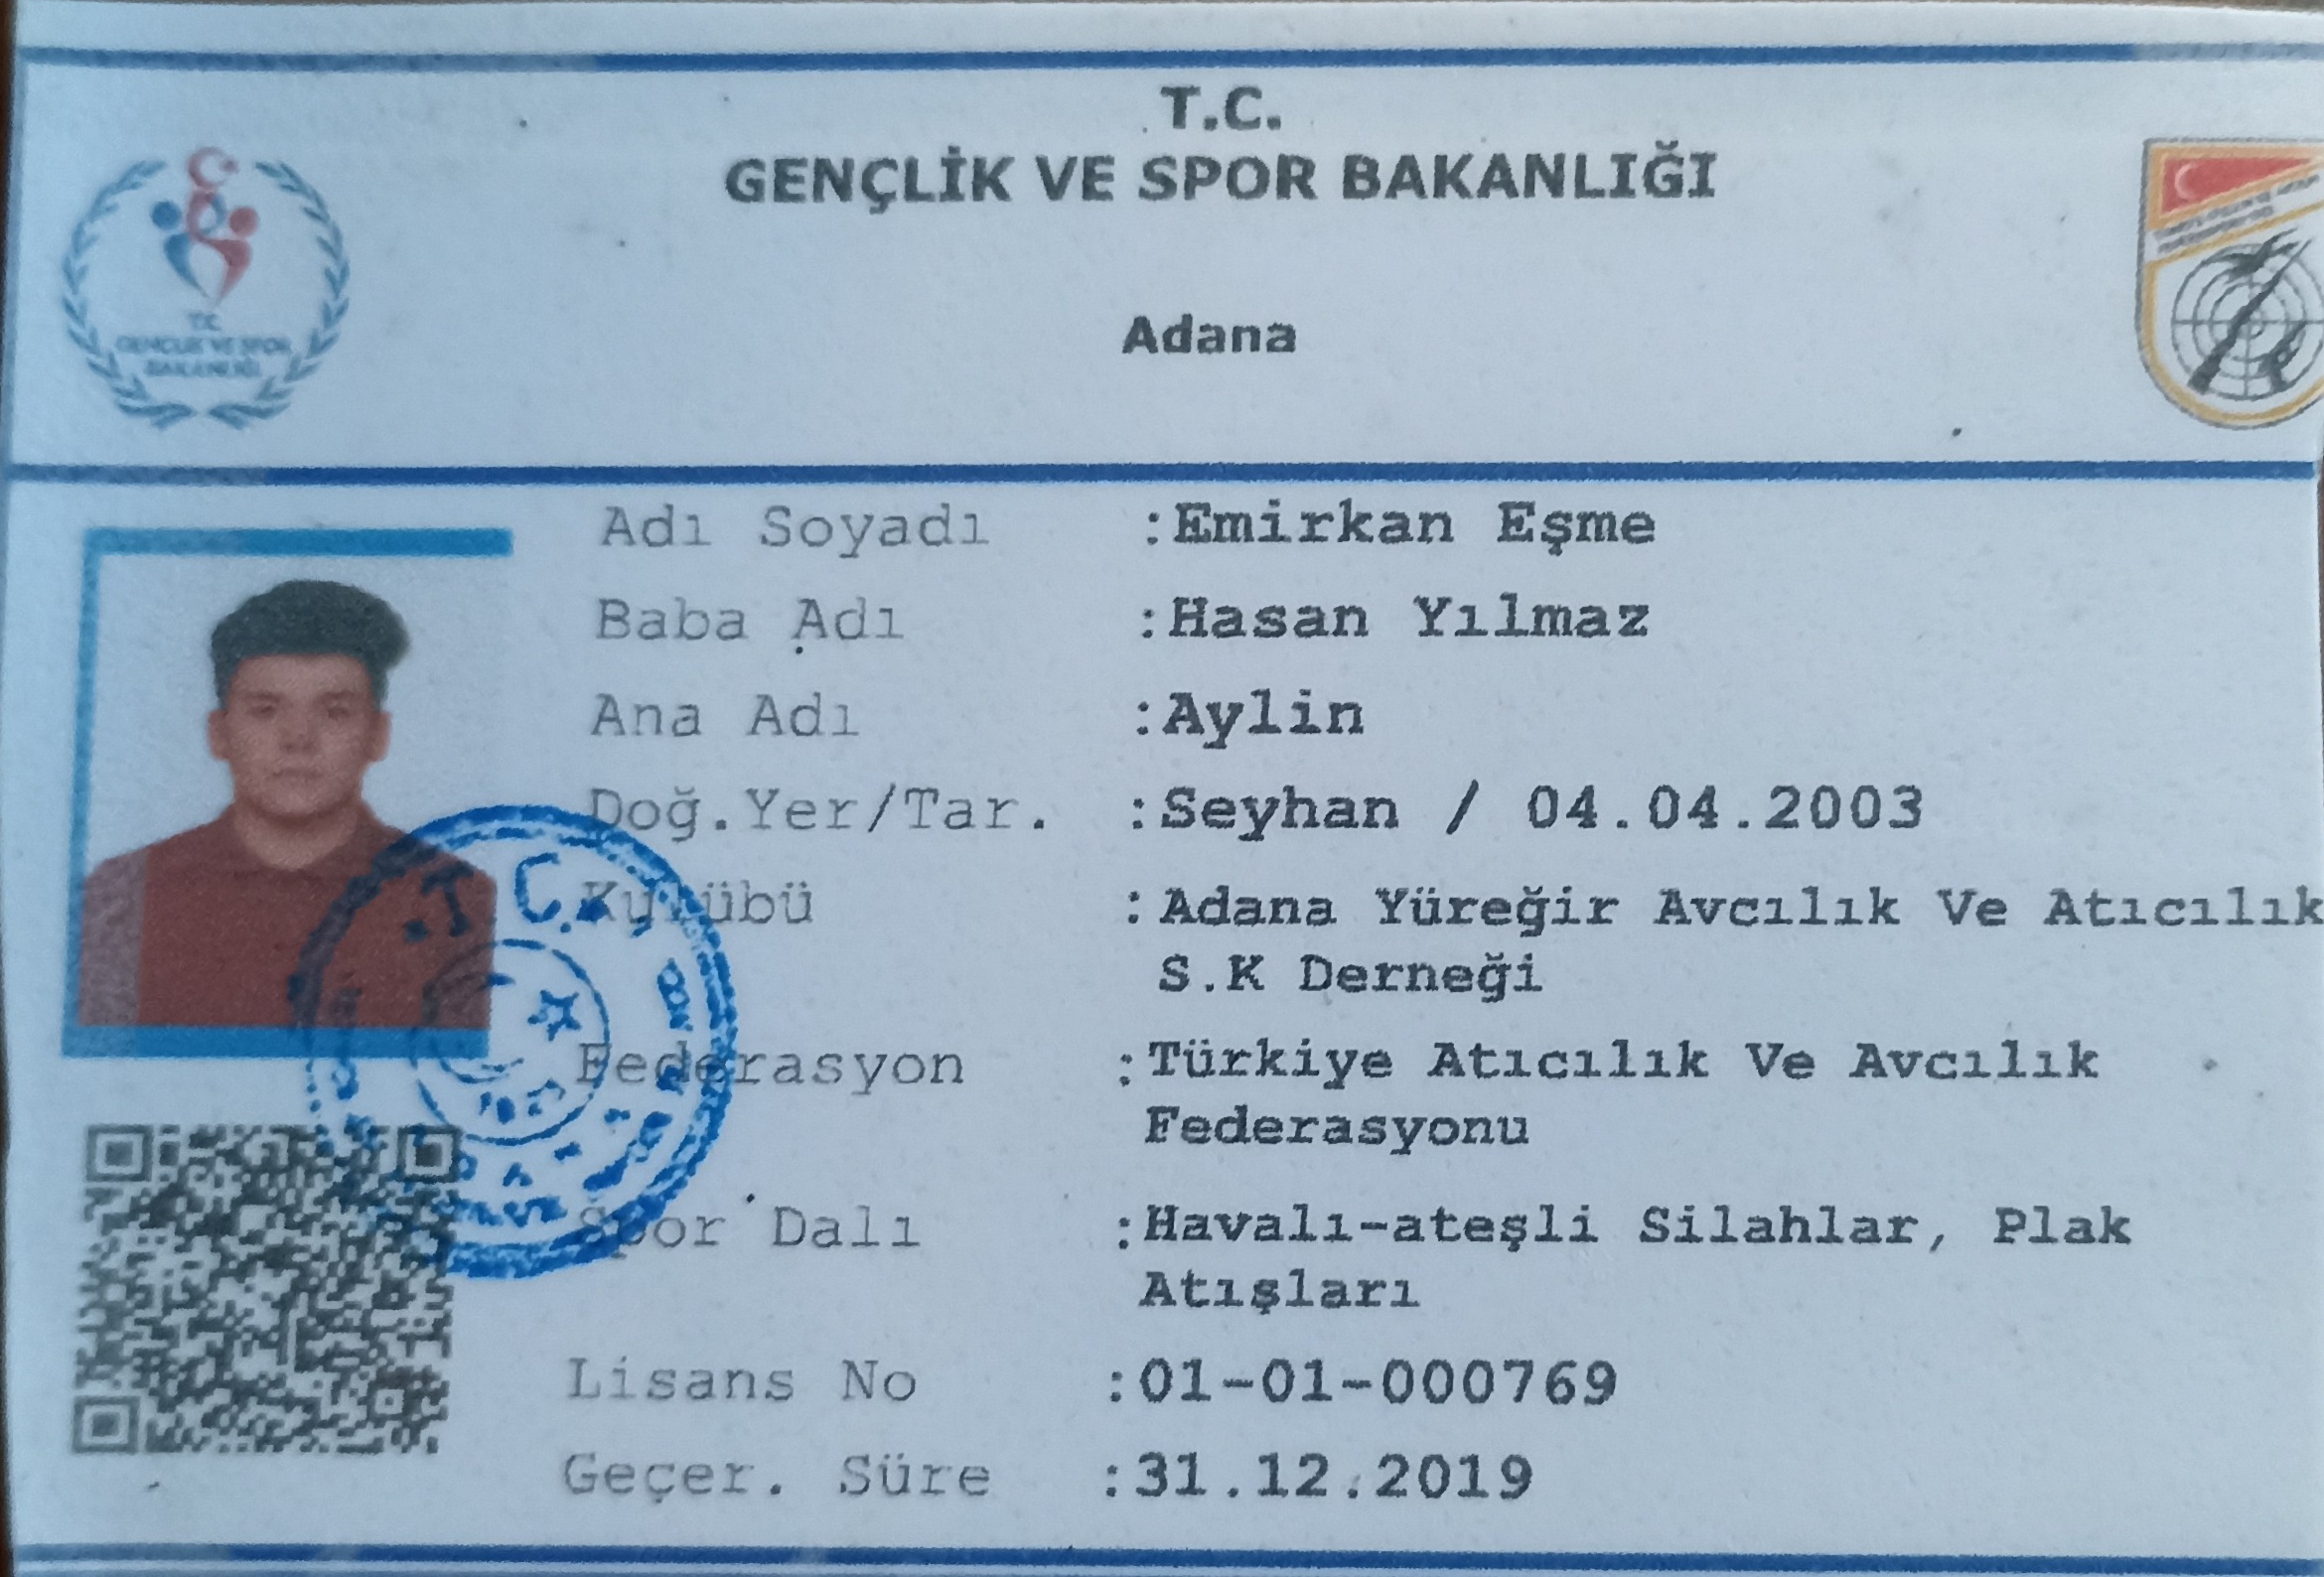 T.C.
GENÇLİK VE SPOR BAKANLIĞI
Adana
T.C.
GENÇLİK VE SPOR
BAKANLIĞI
Adı Soyadı :Emirkan Eşme
Baba Adı :Hasan Yılmaz
Ana Adı :Aylin
Doğ.Yer/Tar. :Seyhan / 04.04.2003
Kulübü :Adana Yüreğir Avcılık Ve Atıcılık
S.K Derneği
Federasyon :Türkiye Atıcılık Ve Avcılık
Federasyonu
Spor Dalı :Havalı-ateşli Silahlar, Plak
Atışları
Lisans No :01-01-000769
Geçer. Süre :31.12.2019
T.C.